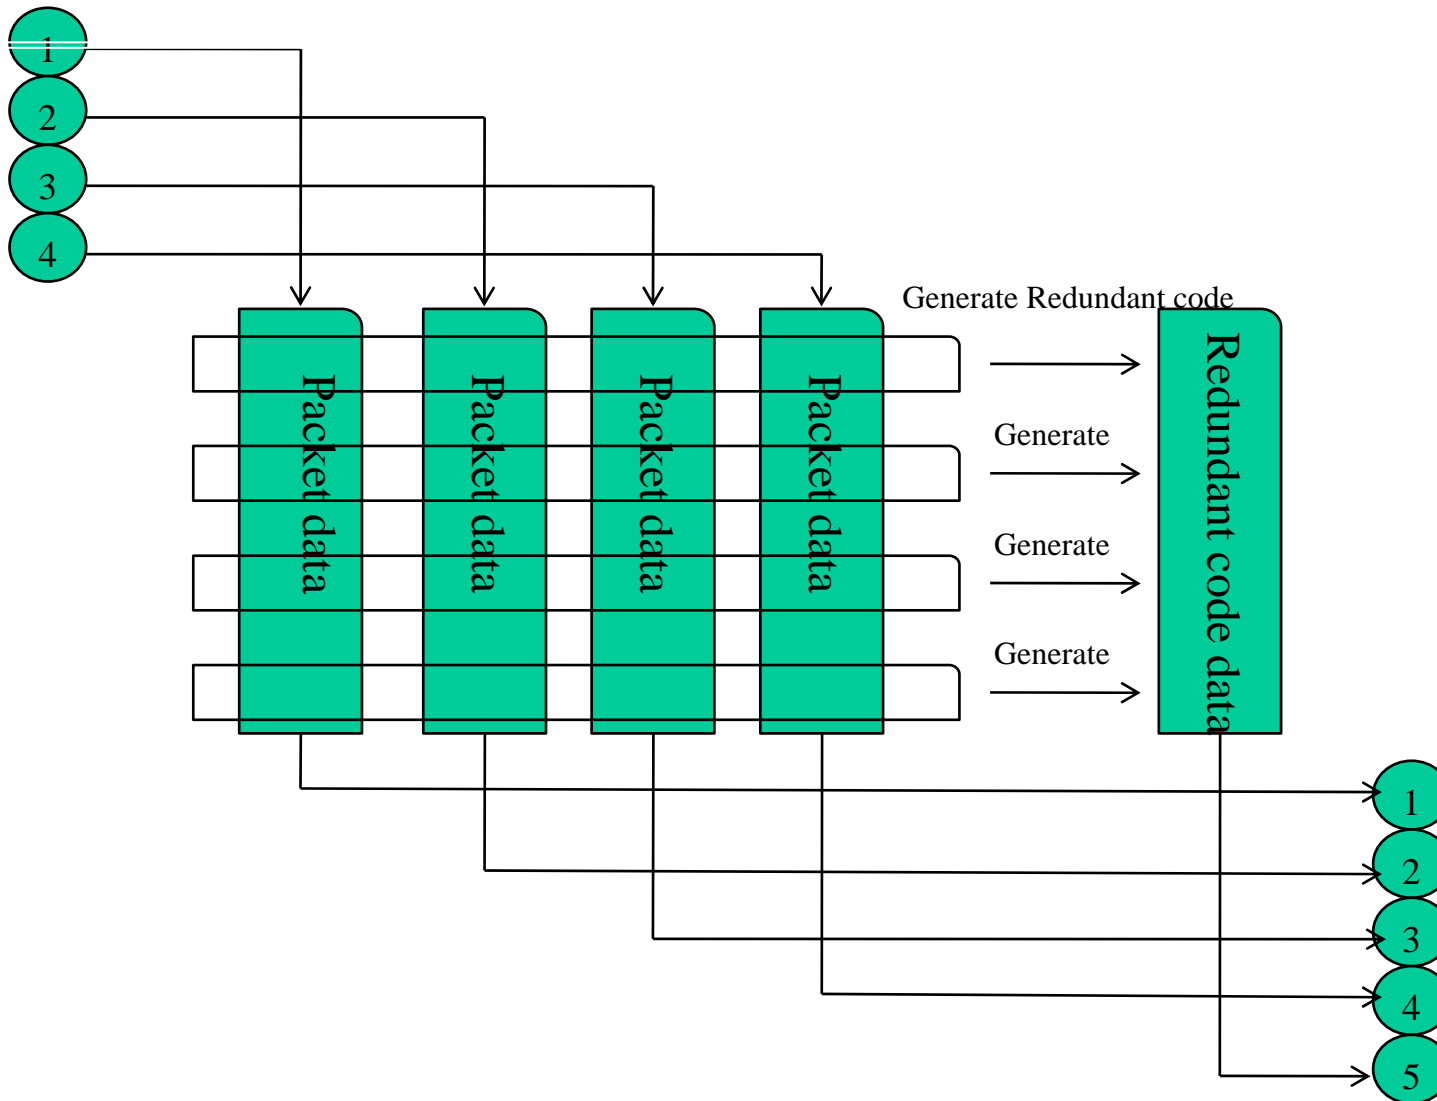 1
2
3
4
Generate Redundant code
Packet data
Packet data
Packet data
Packet data
Generate
Generate
Generate
Redundant code data
1
2
3
4
5